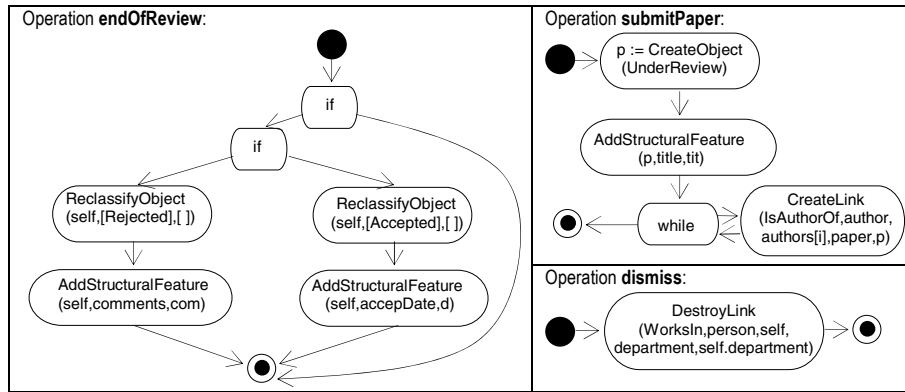 Operation endOfReview:
if
if
ReclassifyObject
(self,[Rejected],[ ])
ReclassifyObject
(self,[Accepted],[ ])
AddStructuralFeature
(self,comments,com)
AddStructuralFeature
(self,accepDate,d)
Operation submitPaper:
p := CreateObject
(UnderReview)
AddStructuralFeature
(p,title,tit)
while
CreateLink
(IsAuthorOf,author,
authors[i],paper,p)
Operation dismiss:
DestroyLink
(WorksIn,person,self,
department,self.department)